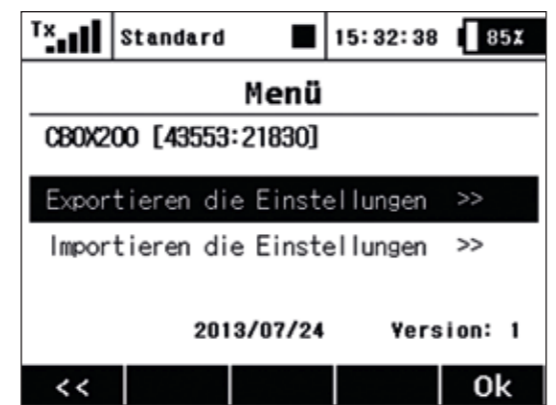 Tx Standard 15:32:38 85%
Menü
CBOX200 [43553:21830]
Exportieren die Einstellungen >>
Importieren die Einstellungen >>
2013/07/24 Version: 1
<< Ok